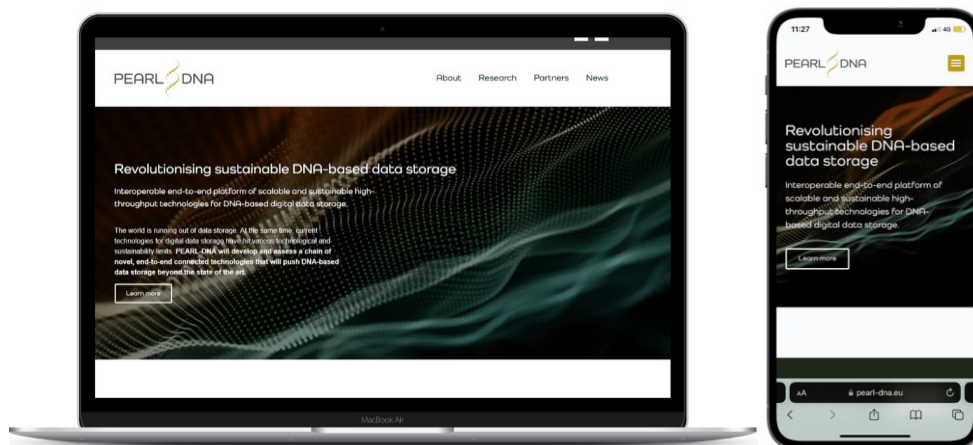 PEARL DNA
About Research Partners News
Revolutionising sustainable DNA-based data storage
Interoperable end-to-end platform of scalable and sustainable high-
throughput technologies for DNA-based digital data storage.
The world is running out of data storage. At the same time, current
technologies for digital data storage have hit various technological and
sustainability limits. PEARL-DNA will develop and assess a chain of
novel, end-to-end connected technologies that will push DNA-based
data storage beyond the state of the art.
Learn more
MacBook Air
11:27
4G
PEARL DNA
Revolutionising
sustainable DNA-based
data storage
Interoperable end-to-end platform of
scalable and sustainable high-
throughput technologies for DNA-
based digital data storage.
Learn more
AA
pearl-dna.eu